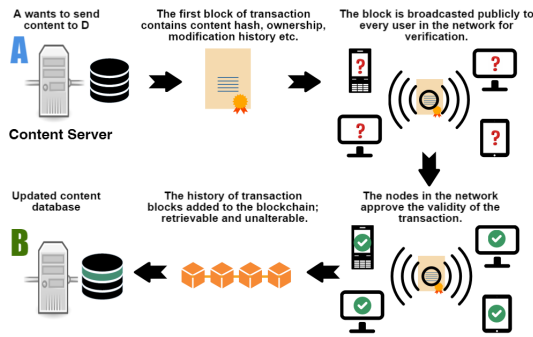 A wants to send
content to D
The first block of transaction
contains content hash, ownership,
modification history etc.
The block is broadcasted publicly to
every user in the network for
verification.
A
?
?
?
?
Content Server
Updated content
database
The history of transaction
blocks added to the blockchain;
retrievable and unalterable.
The nodes in the network
approve the validity of the
transaction.
B